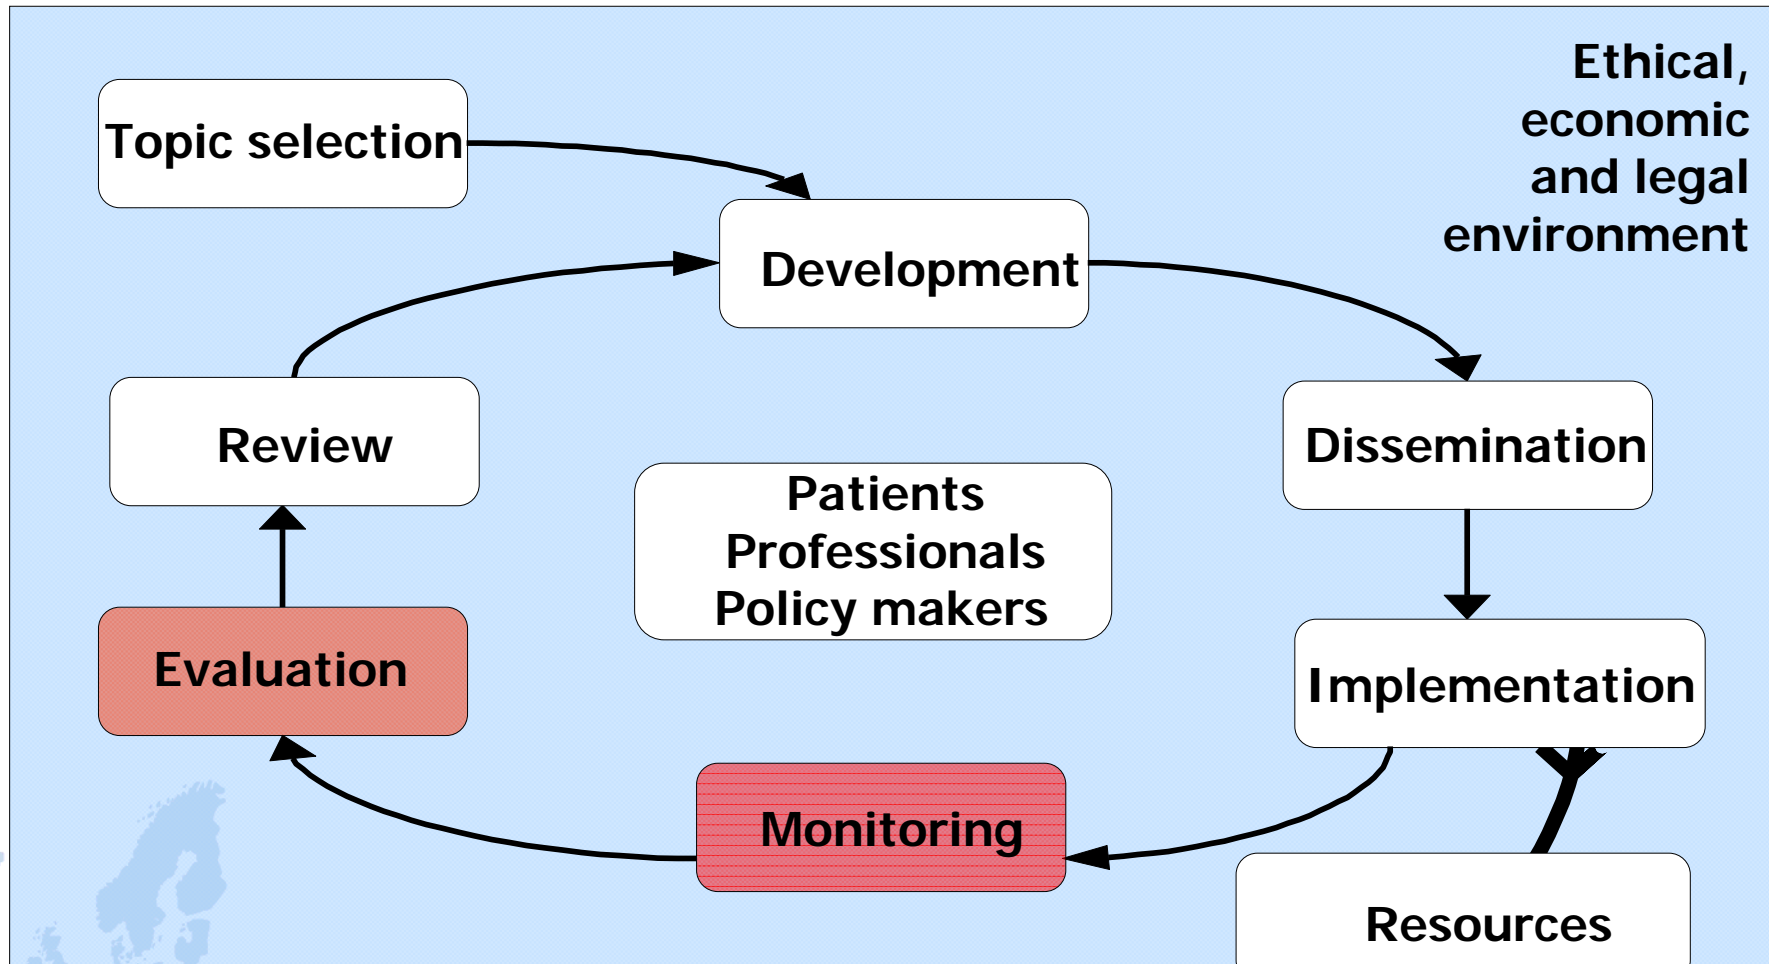 Ethical,
economic
and legal
environment
Topic selection
Development
Review
Dissemination
Patients
Professionals
Policy makers
Evaluation
Implementation
Monitoring
Resources